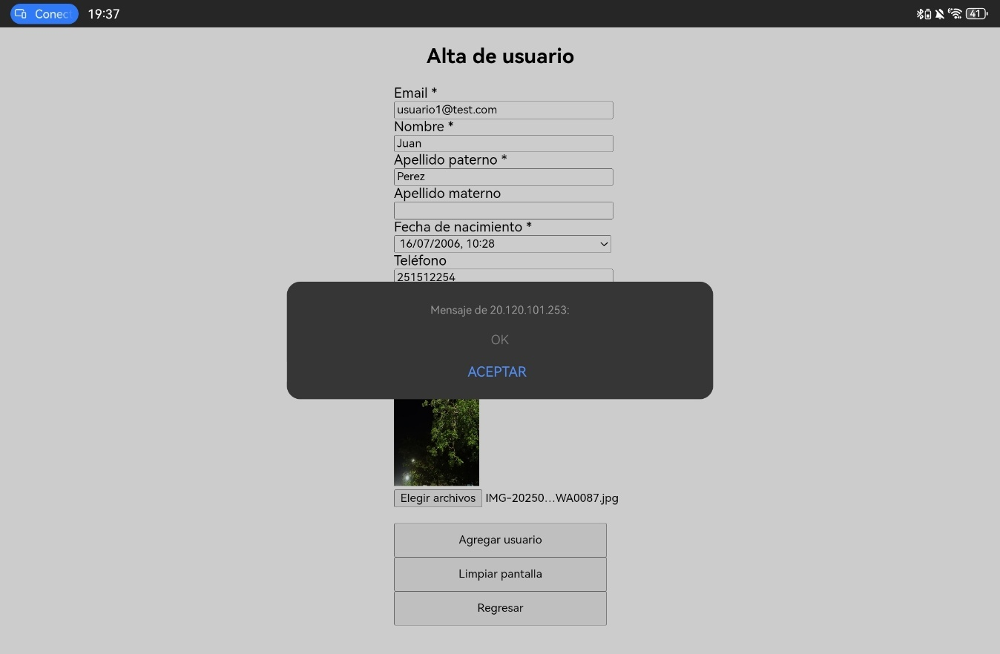 Conec
19:37
41
Alta de usuario
Email *
usuario1@test.com
Nombre *
Juan
Apellido paterno *
Perez
Apellido materno
Fecha de nacimiento *
16/07/2006, 10:28
Teléfono
251512254
Mensaje de 20.120.101.253:
OK
ACEPTAR
Elegir archivos IMG-20250...WA0087.jpg
Agregar usuario
Limpiar pantalla
Regresar